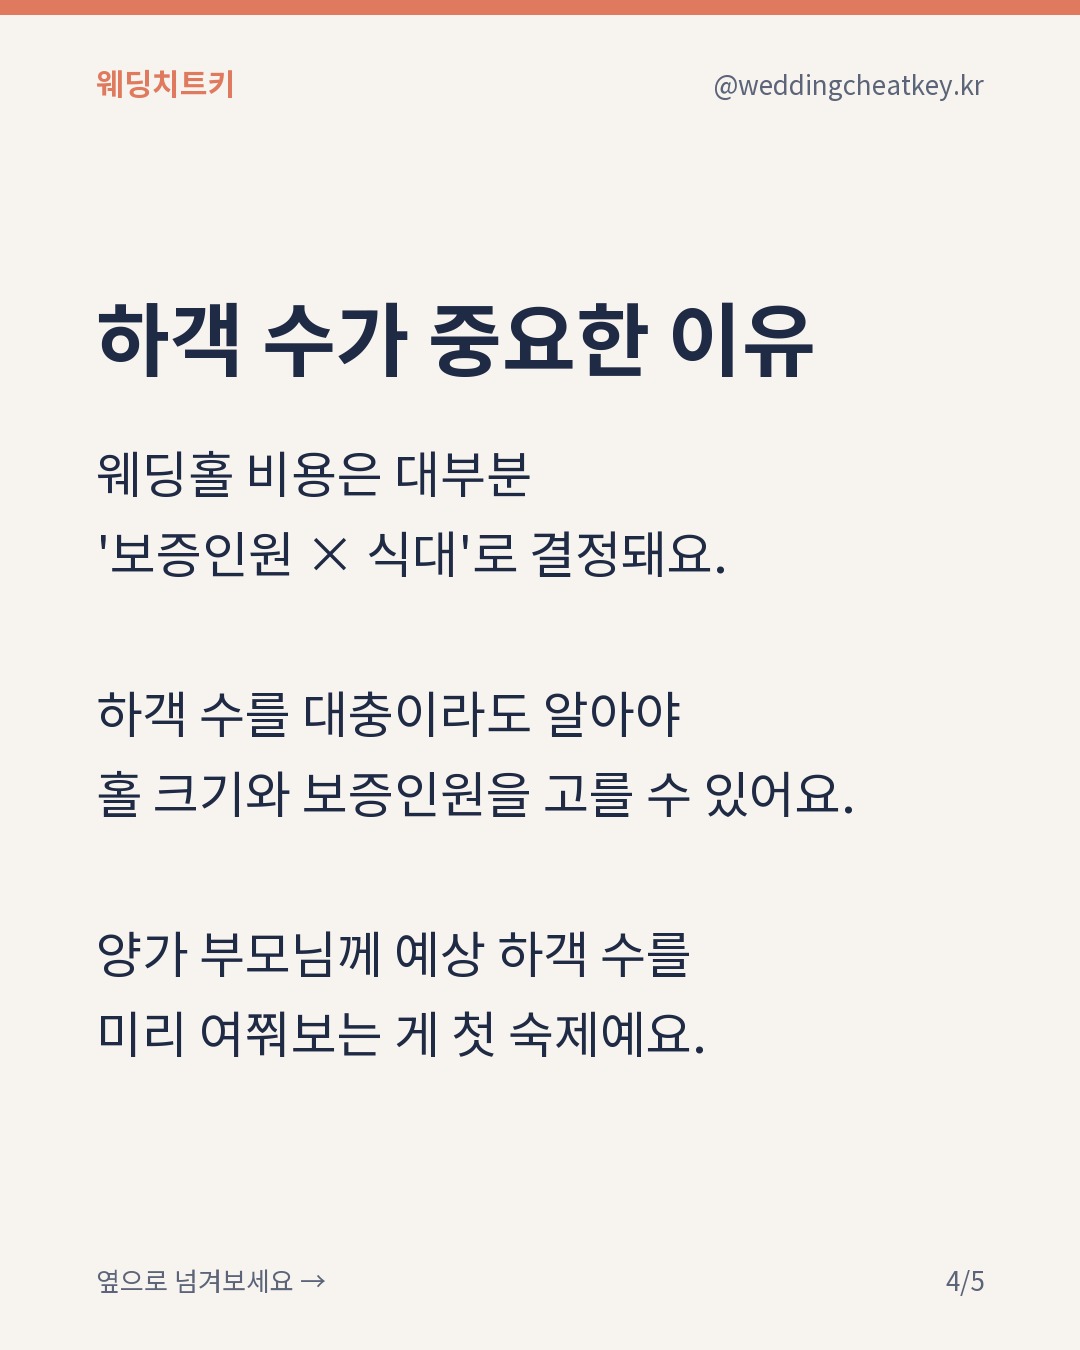 웨딩치트키
@weddingcheatkey.kr
하객 수가 중요한 이유
웨딩홀 비용은 대부분
'보증인원 × 식대'로 결정돼요.
하객 수를 대충이라도 알아야
홀 크기와 보증인원을 고를 수 있어요.
양가 부모님께 예상 하객 수를
미리 여쭤보는 게 첫 숙제예요.
옆으로 넘겨보세요 →
4/5